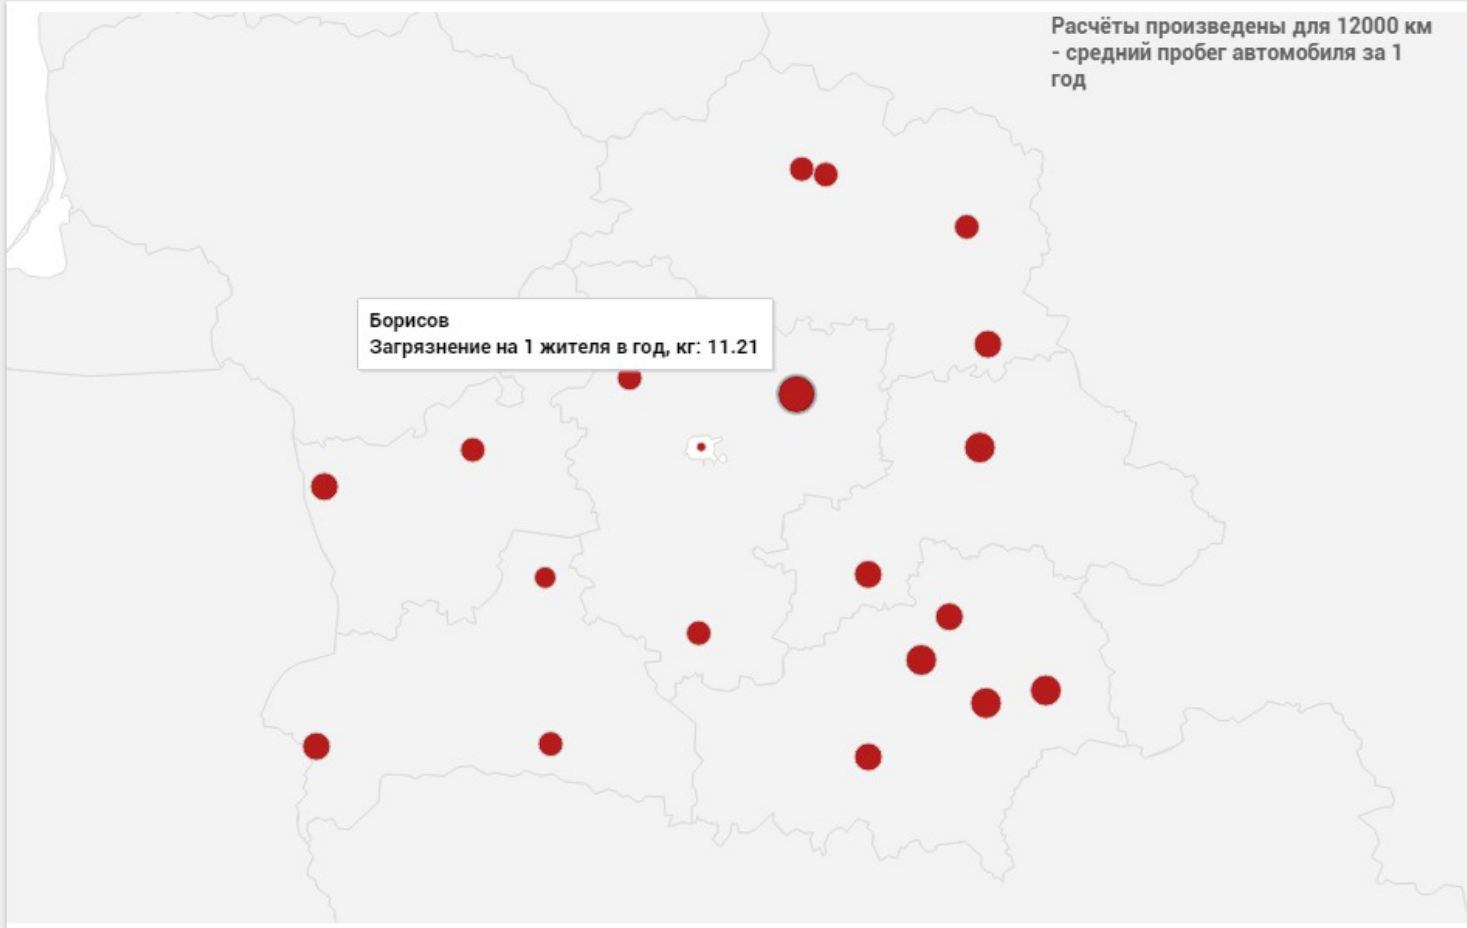 Расчёты произведены для 12000 км
- средний пробег автомобиля за 1
год
Борисов
Загрязнение на 1 жителя в год, кг: 11.21